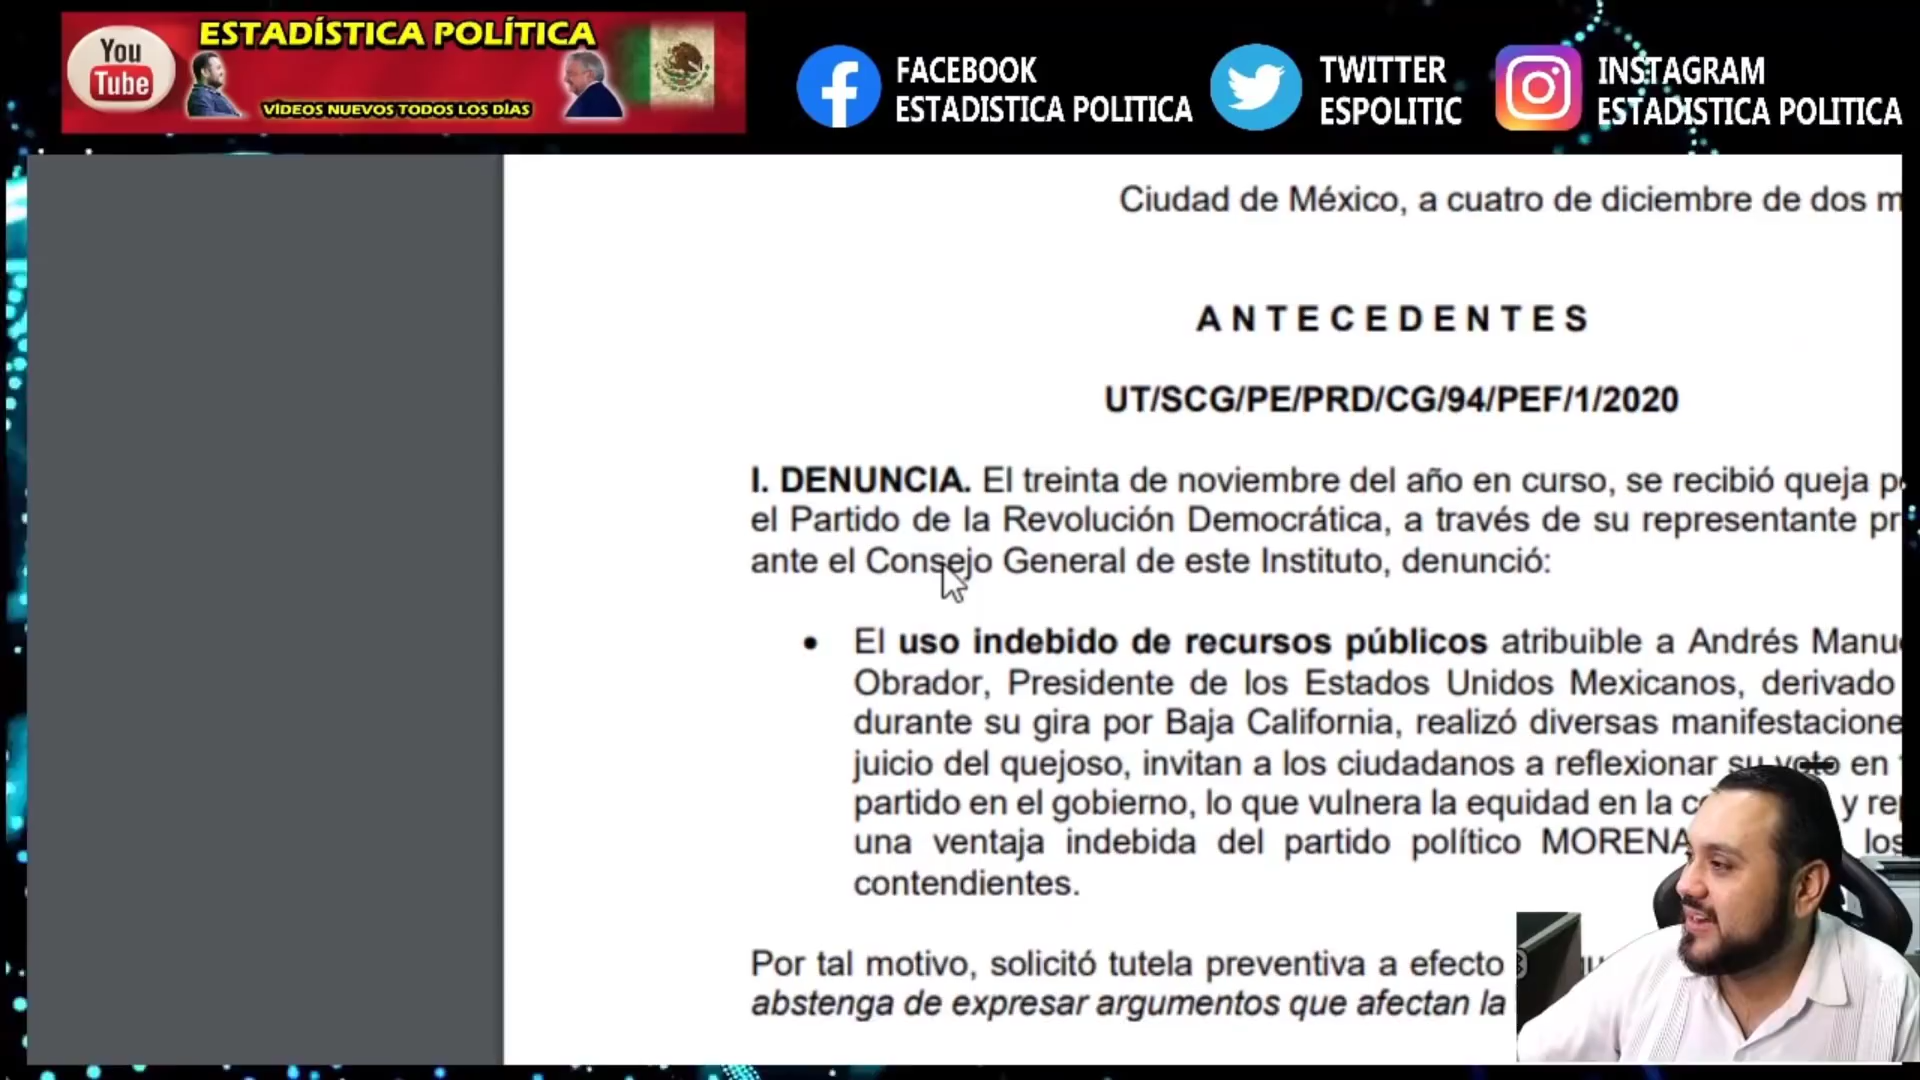 You
Tube
ESTADÍSTICA POLÍTICA
VÍDEOS NUEVOS TODOS LOS DÍAS
FACEBOOK
ESTADISTICA POLITICA
TWITTER
ESPOLITIC
INSTAGRAM
ESTADISTICA POLITICA
Ciudad de México, a cuatro de diciembre de dos
ANTECEDENTES
UT/SCG/PE/PRD/CG/94/PEF/1/2020
I. DENUNCIA. El treinta de noviembre del año en curso, se recibió queja
el Partido de la Revolución Democrática, a través de su representante
ante el Consejo General de este Instituto, denunció:
• El uso indebido de recursos públicos atribuible a Andrés
Obrador, Presidente de los Estados Unidos Mexicanos, derivado
durante su gira por Baja California, realizó diversas
juicio del quejoso, invitan a los ciudadanos a reflexionar su voto en
partido en el gobierno, lo que vulnera la equidad en la y
una ventaja indebida del partido político MORENA los
contendientes.
Por tal motivo, solicitó tutela preventiva a efecto
abstenga de expresar argumentos que afectan la